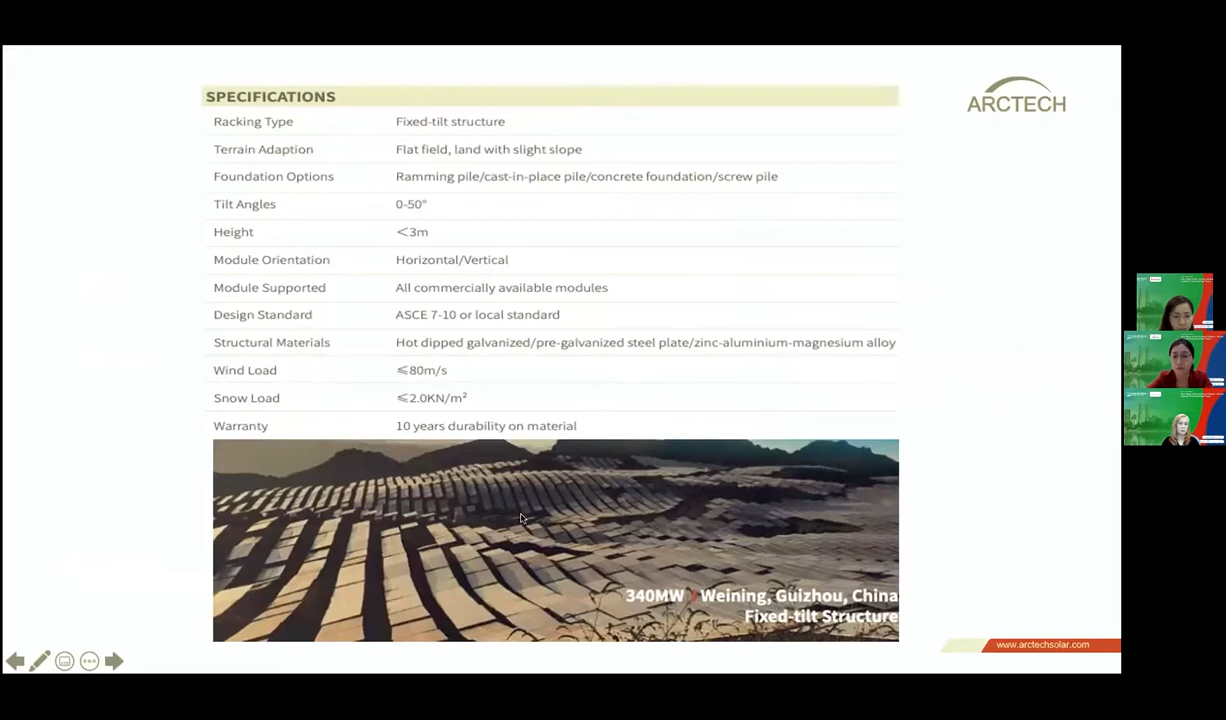 SPECIFICATIONS
ARCTECH
Racking Type Fixed-tilt structure
Terrain Adaption Flat field, land with slight slope
Foundation Options Ramming pile/cast-in-place pile/concrete foundation/screw pile
Tilt Angles 0-50°
Height <3m
Module Orientation Horizontal/Vertical
Module Supported All commercially available modules
Design Standard ASCE 7-10 or local standard
Structural Materials Hot dipped galvanized/pre-galvanized steel plate/zinc-aluminium-magnesium alloy
Wind Load ≤80m/s
Snow Load ≤2.0KN/m²
Warranty 10 years durability on material
340MW Weining, Guizhou, China
Fixed-tilt Structure
www.arctechsolar.com